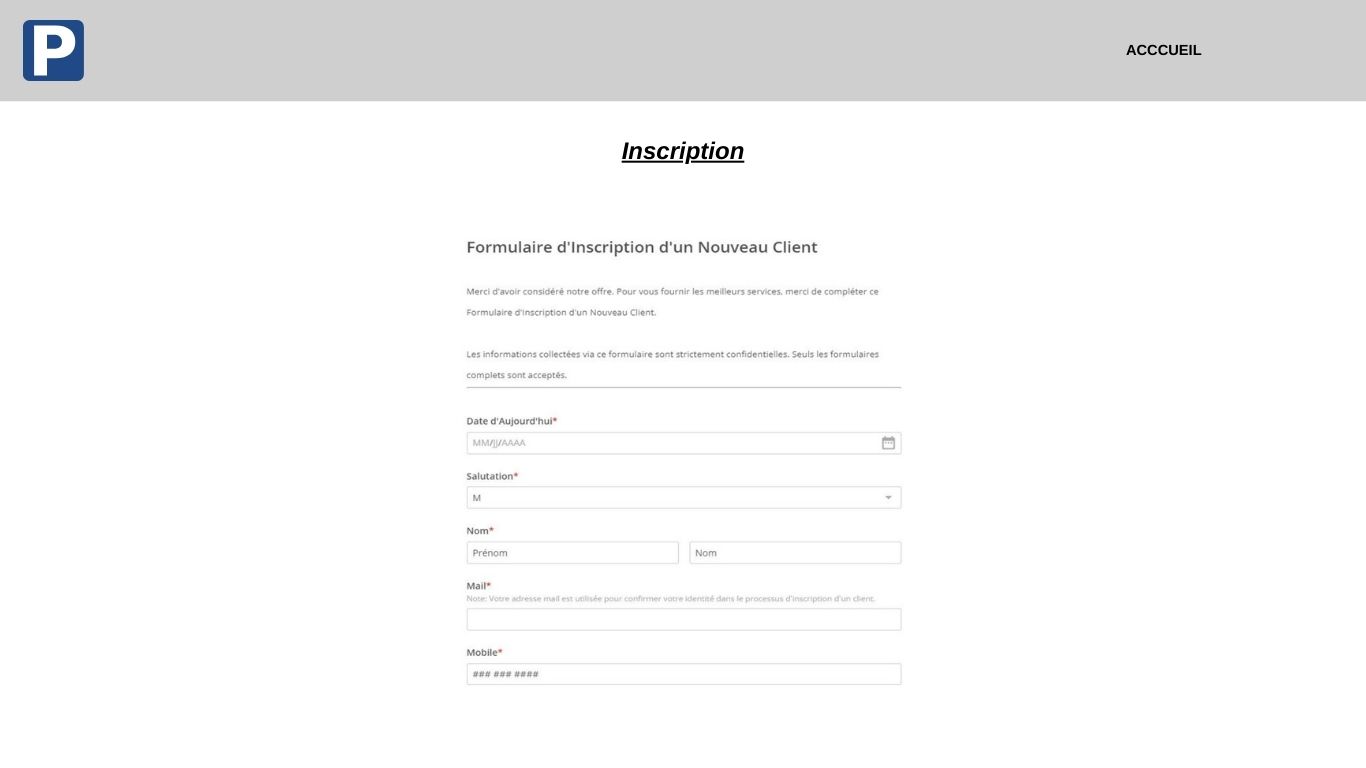 P
ACCCUEIL
Inscription
Formulaire d'Inscription d'un Nouveau Client
Merci d'avoir considéré notre offre. Pour vous fournir les meilleurs services, merci de compléter ce
Formulaire d'Inscription d'un Nouveau Client.
Les informations collectées via ce formulaire sont strictement confidentielles. Seuls les formulaires
complets sont acceptés.
Date d'Aujourd'hui*
MM/JJ/AAAA
Salutation*
M
Nom*
Prénom Nom
Mail*
Note: Votre adresse mail est utilisée pour confirmer votre identité dans le processus d'inscription d'un client.
Mobile*
### ### ####